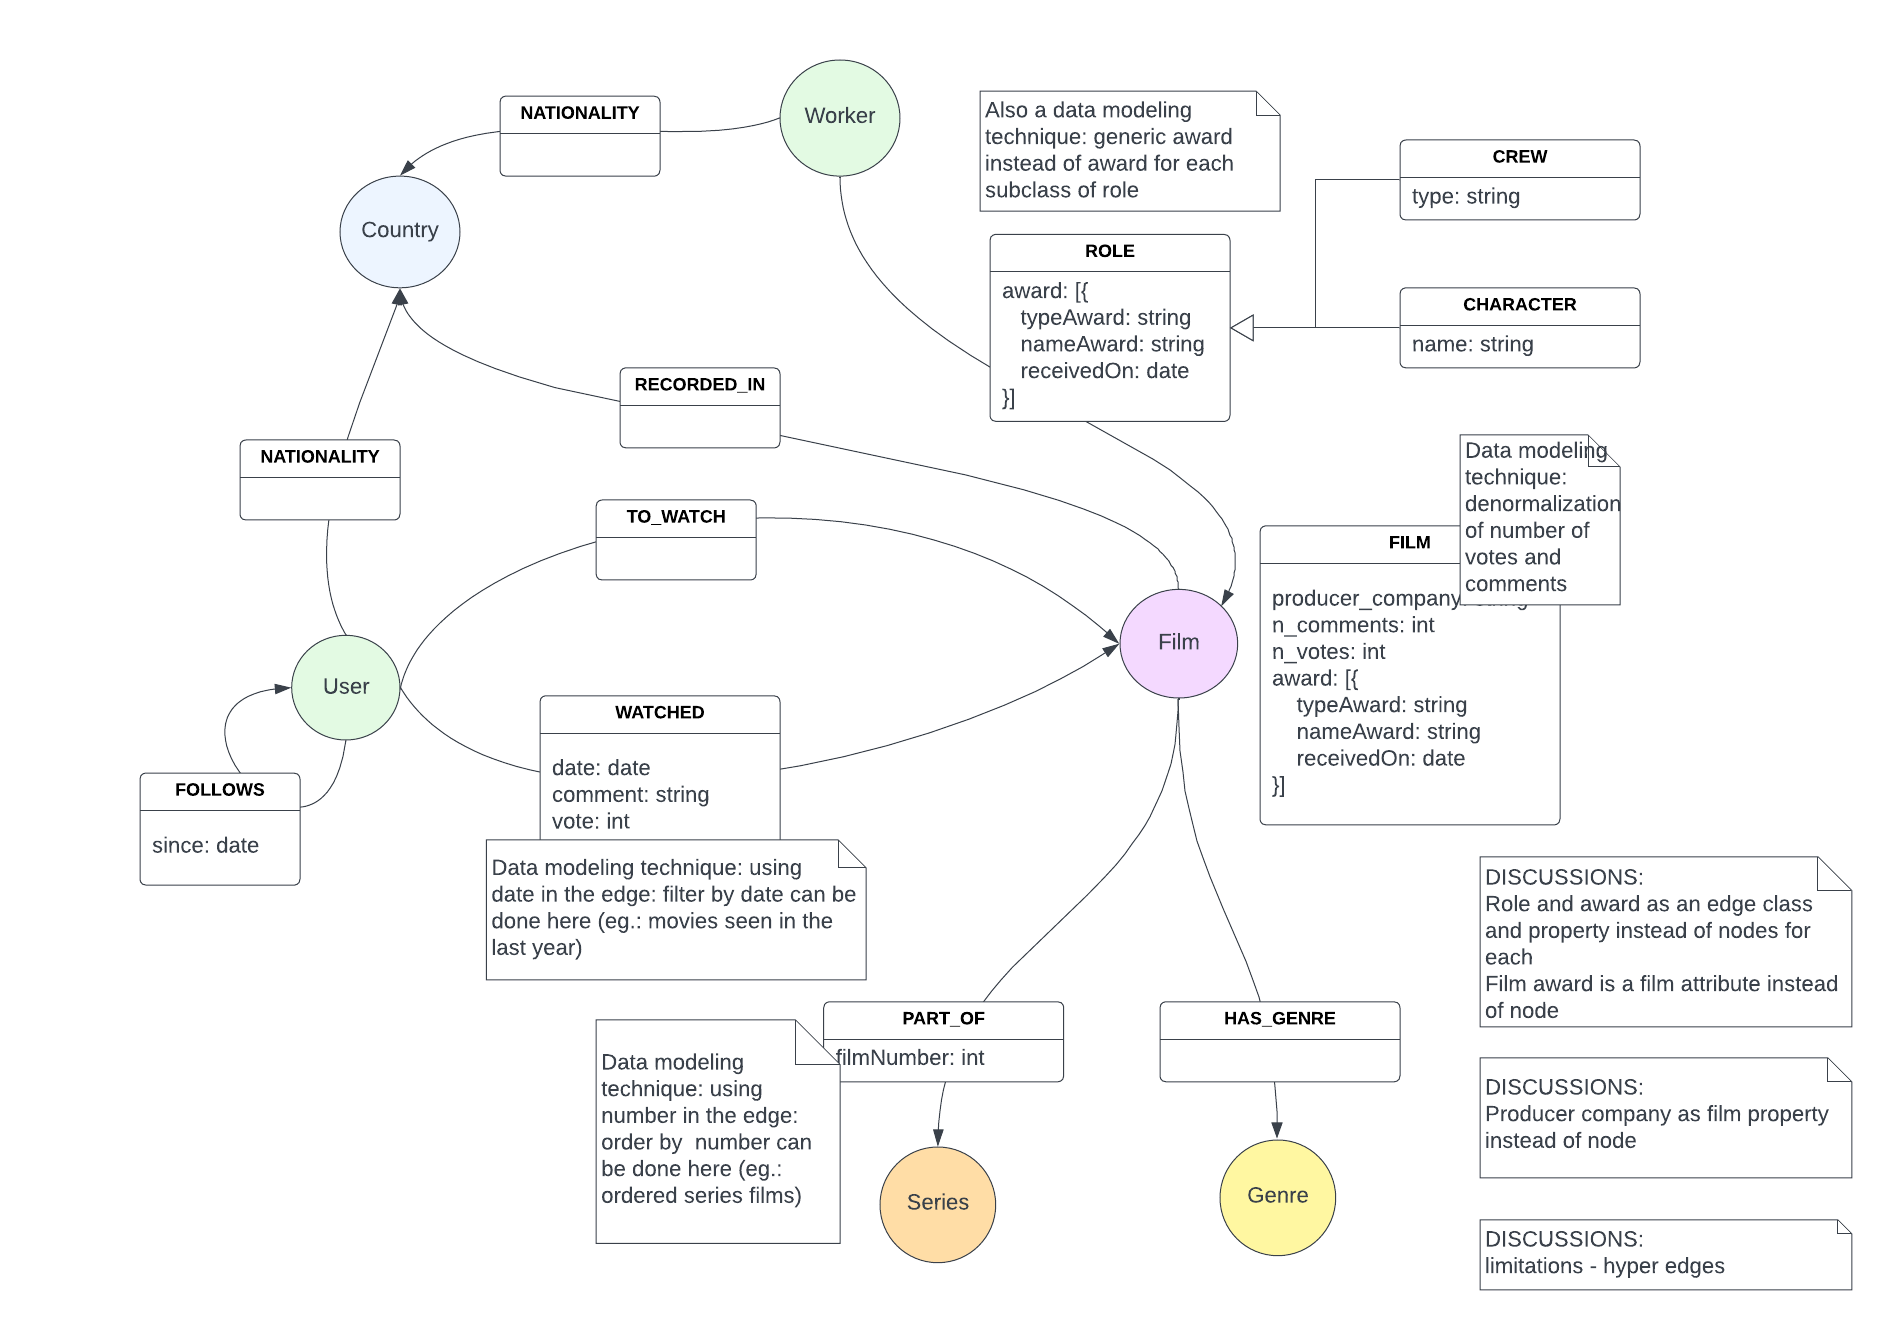 NATIONALITY
Worker
Also a data modeling
technique: generic award
instead of award for each
subclass of role
CREW
type: string
Country
ROLE
award: [{
typeAward: string
nameAward: string
receivedOn: date
}]
CHARACTER
name: string
RECORDED_IN
NATIONALITY
TO_WATCH
Data modeling
technique:
denormalization
of number of
votes and
comments
FILM
producer_company: string
n_comments: int
n_votes: int
award: [{
typeAward: string
nameAward: string
receivedOn: date
}]
Film
User
WATCHED
date: date
comment: string
vote: int
FOLLOWS
since: date
Data modeling technique: using
date in the edge: filter by date can be
done here (eg.: movies seen in the
last year)
DISCUSSIONS:
Role and award as an edge class
and property instead of nodes for
each
Film award is a film attribute instead
of node
PART_OF
filmNumber: int
HAS_GENRE
Data modeling
technique: using
number in the edge:
order by  number can
be done here (eg.:
ordered series films)
DISCUSSIONS:
Producer company as film property
instead of node
Series
Genre
DISCUSSIONS:
limitations - hyper edges